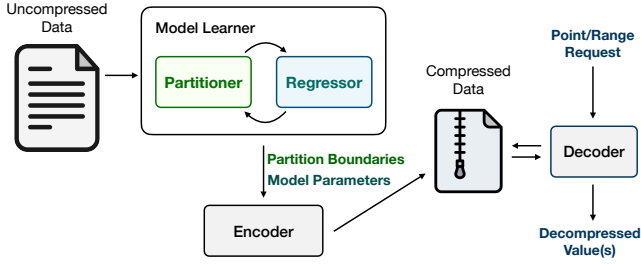 Uncompressed
Data
Model Learner
Partitioner
Regressor
Partition Boundaries
Model Parameters
Encoder
Compressed
Data
Point/Range
Request
Decoder
Decompressed
Value(s)